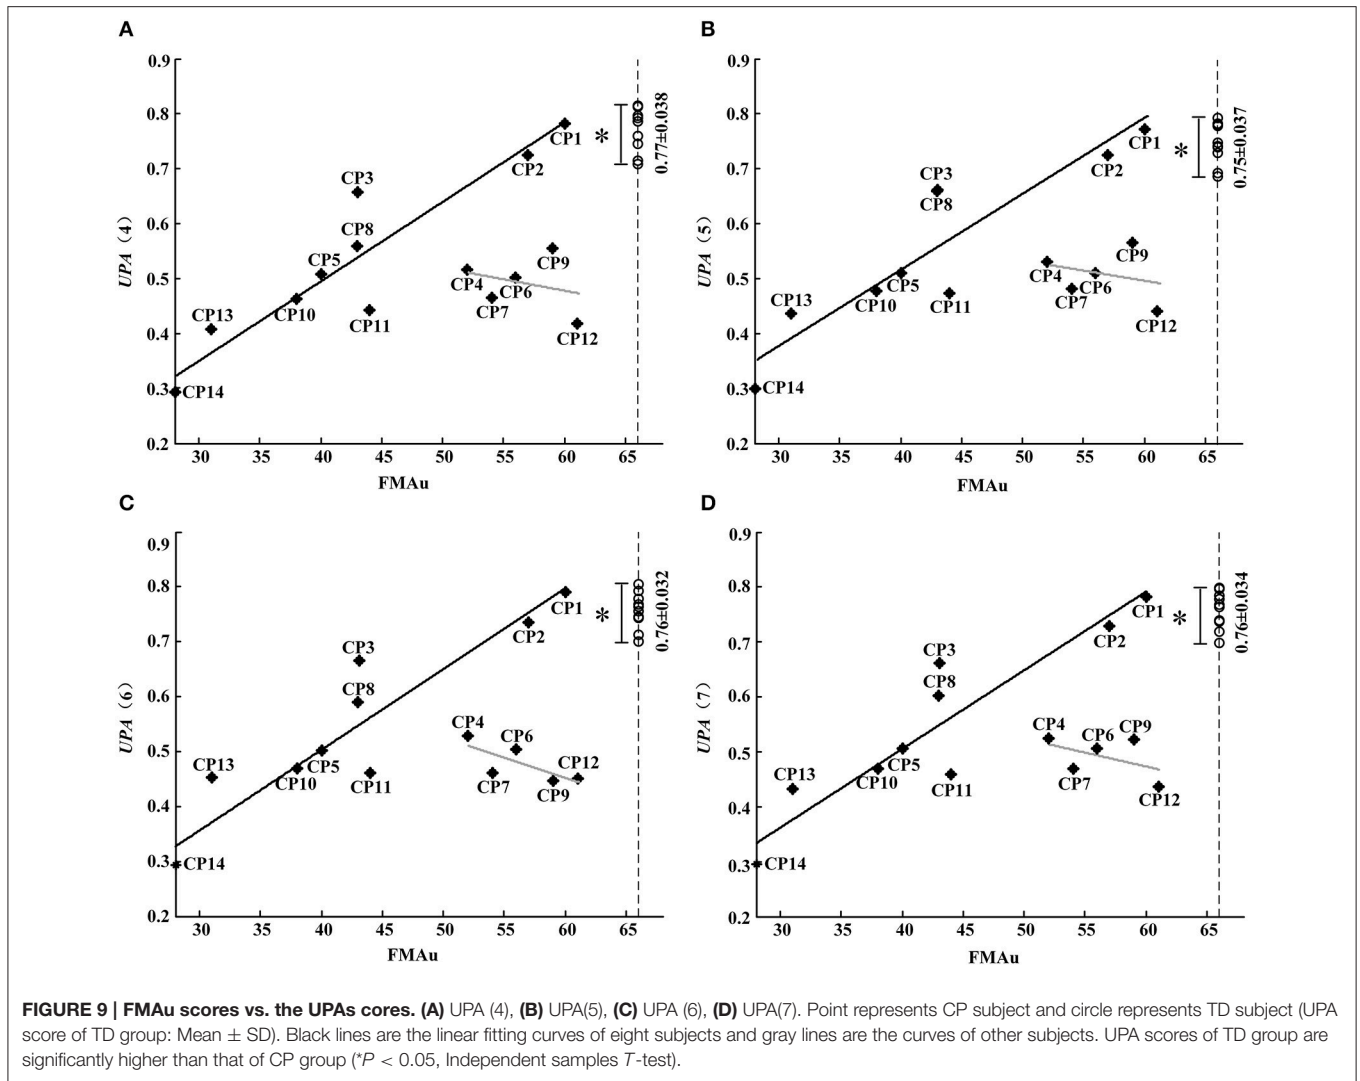 A
0.9
0.8
0.7
0.6
0.5
0.4
0.3
0.2
UPA (4)
CP1
CP2
CP3
CP8
CP5
CP9
CP4
CP6
CP7
CP13
CP10
CP11
CP12
CP14
*
0.77±0.038
30 35 40 45 50 55 60 65
FMAu
B
0.9
0.8
0.7
0.6
0.5
0.4
0.3
0.2
UPA (5)
CP1
CP2
CP3
CP8
CP9
CP4
CP6
CP5
CP7
CP13
CP10
CP11
CP12
CP14
*
0.75±0.037
30 35 40 45 50 55 60 65
FMAu
C
0.9
0.8
0.7
0.6
0.5
0.4
0.3
0.2
UPA (6)
CP1
CP2
CP3
CP8
CP4
CP6
CP13
CP5
CP12
CP10
CP11
CP7
CP9
CP14
*
0.76±0.032
30 35 40 45 50 55 60 65
FMAu
D
0.9
0.8
0.7
0.6
0.5
0.4
0.3
0.2
UPA (7)
CP1
CP2
CP3
CP8
CP4
CP6
CP9
CP13
CP5
CP10
CP11
CP7
CP12
CP14
*
0.76±0.034
30 35 40 45 50 55 60 65
FMAu
FIGURE 9 | FMAu scores vs. the UPAs cores. (A) UPA (4), (B) UPA(5), (C) UPA (6), (D) UPA(7). Point represents CP subject and circle represents TD subject (UPA
score of TD group: Mean ± SD). Black lines are the linear fitting curves of eight subjects and gray lines are the curves of other subjects. UPA scores of TD group are
significantly higher than that of CP group (*P < 0.05, Independent samples T-test).